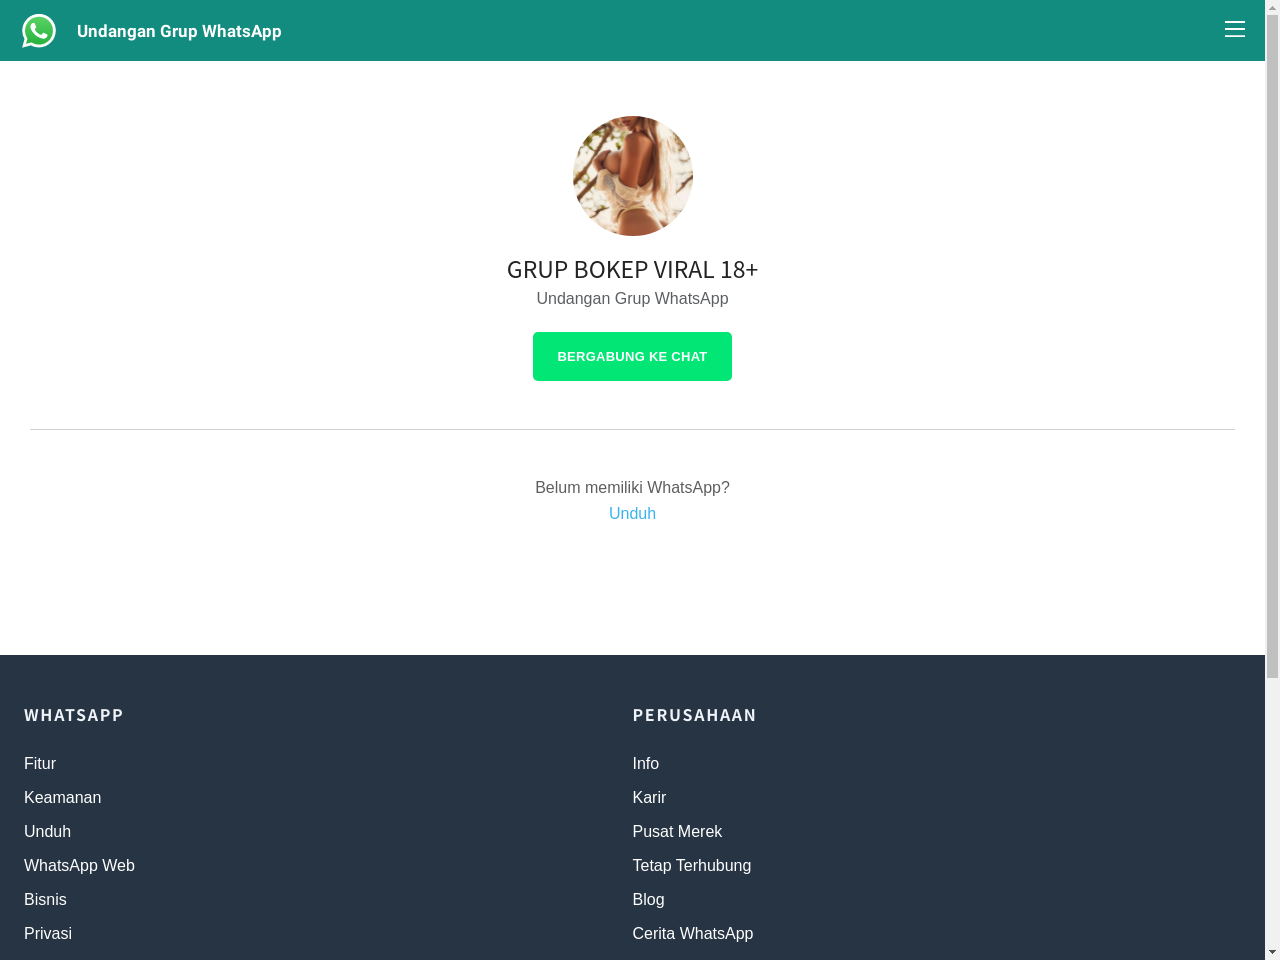 Undangan Grup WhatsApp
GRUP BOKEP VIRAL 18+
Undangan Grup WhatsApp
BERGABUNG KE CHAT
Belum memiliki WhatsApp?
Unduh
WHATSAPP
Fitur
Keamanan
Unduh
WhatsApp Web
Bisnis
Privasi
PERUSAHAAN
Info
Karir
Pusat Merek
Tetap Terhubung
Blog
Cerita WhatsApp